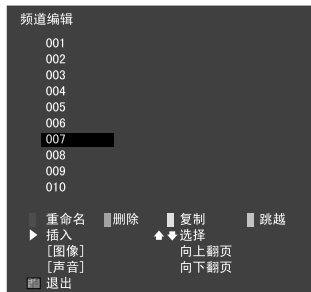 频道编辑
001
002
003
004
005
006
007
008
009
010
重命名 删除 复制 跳越
插入 选择
[图像] 向上翻页
[声音] 向下翻页
退出